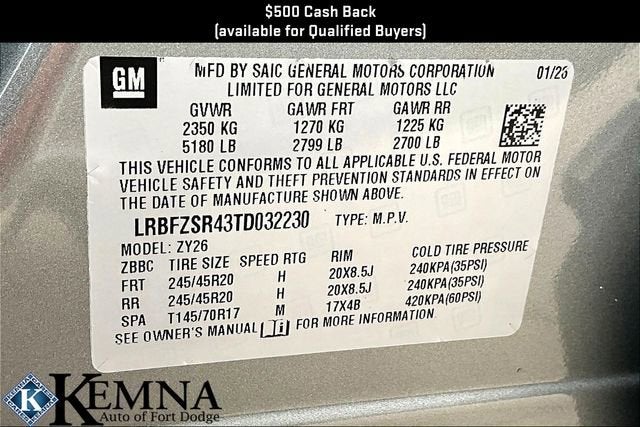 $500 Cash Back
(available for Qualified Buyers)
GM
MFD BY SAIC GENERAL MOTORS CORPORATION 01/26
LIMITED FOR GENERAL MOTORS LLC
GVWR GAWR FRT GAWR RR
2350 KG 1270 KG 1225 KG
5180 LB 2799 LB 2700 LB
THIS VEHICLE CONFORMS TO ALL APPLICABLE U.S. FEDERAL MOTOR
VEHICLE SAFETY AND THEFT PREVENTION STANDARDS IN EFFECT ON
THE DATE OF MANUFACTURE SHOWN ABOVE.
LRBFZSR43TD032230 TYPE: M.P.V.
MODEL: ZY26
ZBBC TIRE SIZE SPEED RTG RIM COLD TIRE PRESSURE
FRT 245/45R20 H 20X8.5J 240KPA(35PSI)
RR 245/45R20 H 20X8.5J 240KPA(35PSI)
SPA T145/70R17 M 17X4B 420KPA(60PSI)
SEE OWNER'S MANUAL FOR MORE INFORMATION
KEMNA
Auto of Fort Dodge